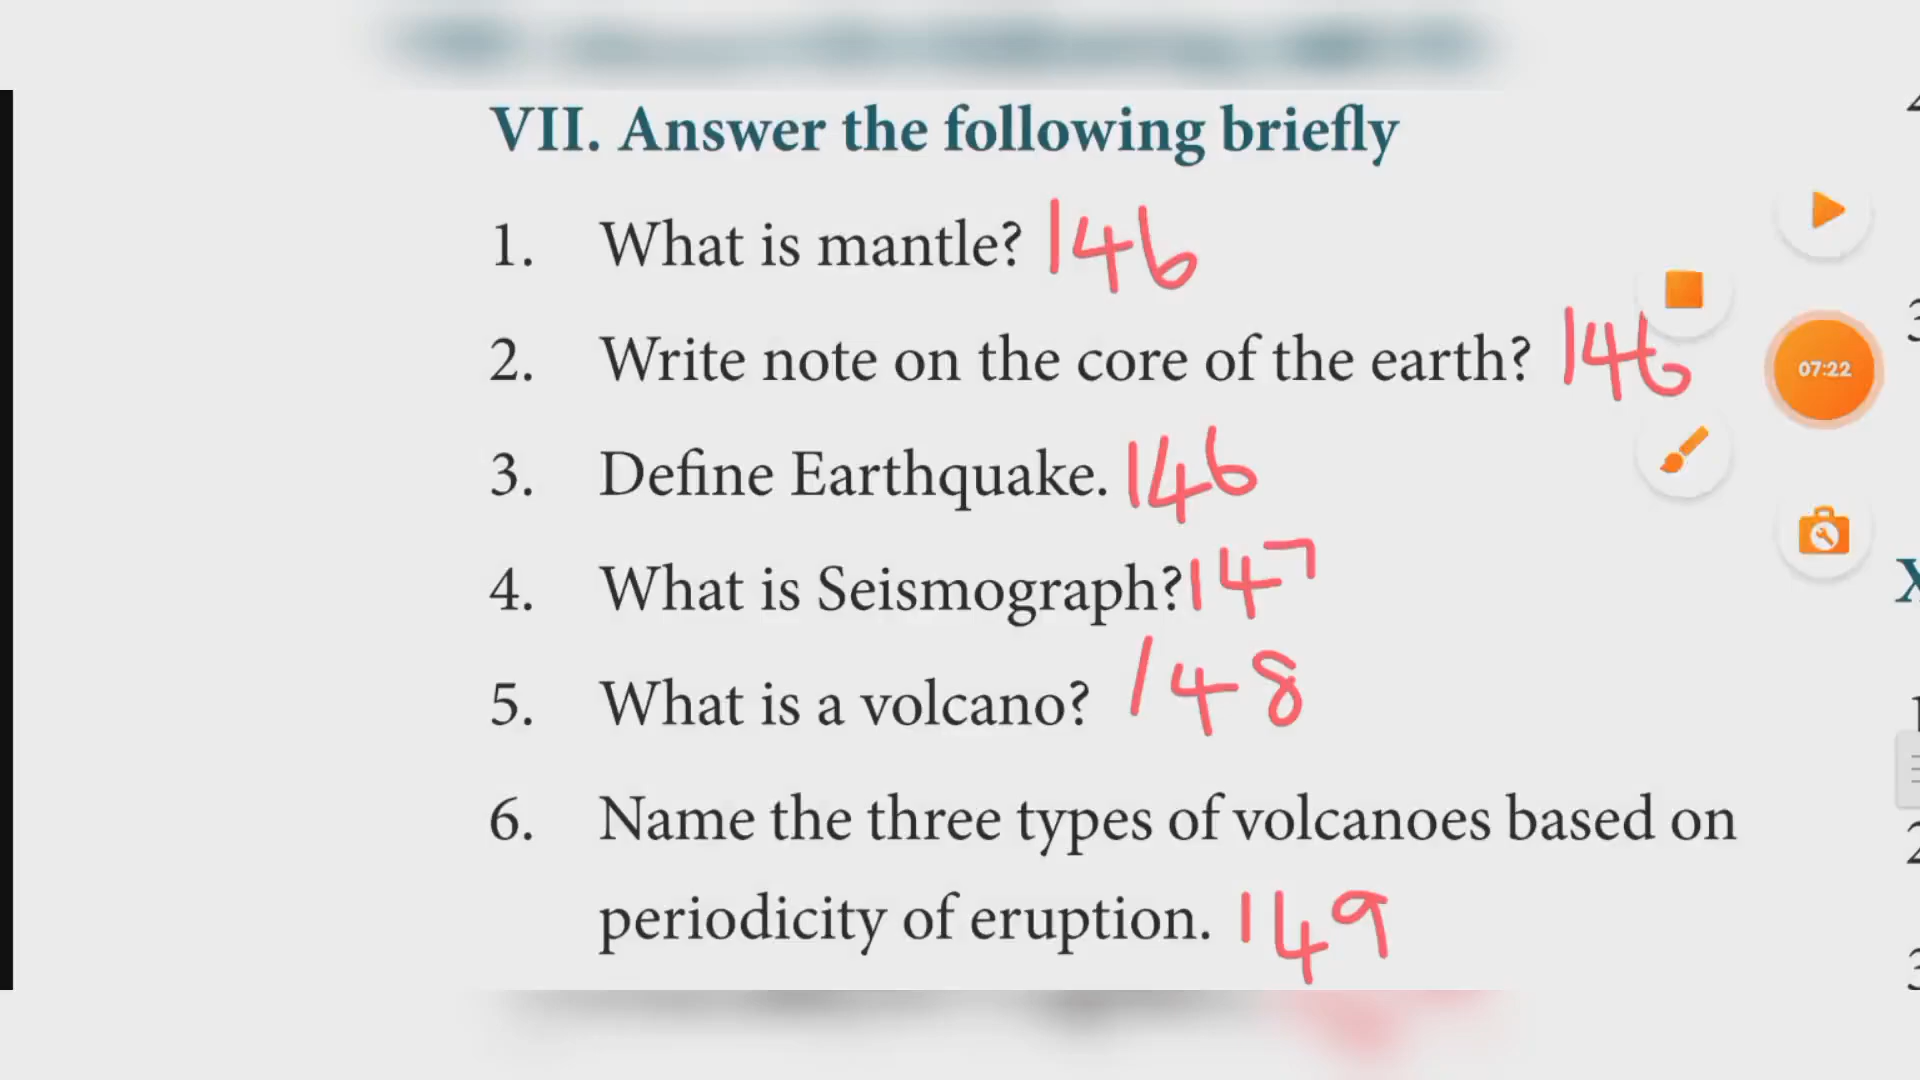 VII. Answer the following briefly
1. What is mantle? 146
2. Write note on the core of the earth? 146
07:22
3. Define Earthquake. 146
4. What is Seismograph? 147
5. What is a volcano? 148
6. Name the three types of volcanoes based on
periodicity of eruption. 149